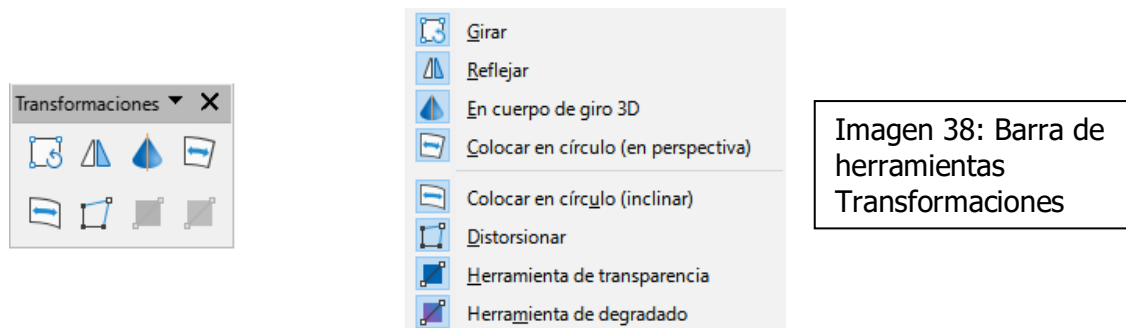 Transformaciones
Girar
Reflejar
En cuerpo de giro 3D
Colocar en círculo (en perspectiva)
Colocar en círculo (inclinar)
Distorsionar
Herramienta de transparencia
Herramienta de degradado
Imagen 38: Barra de
herramientas
Transformaciones